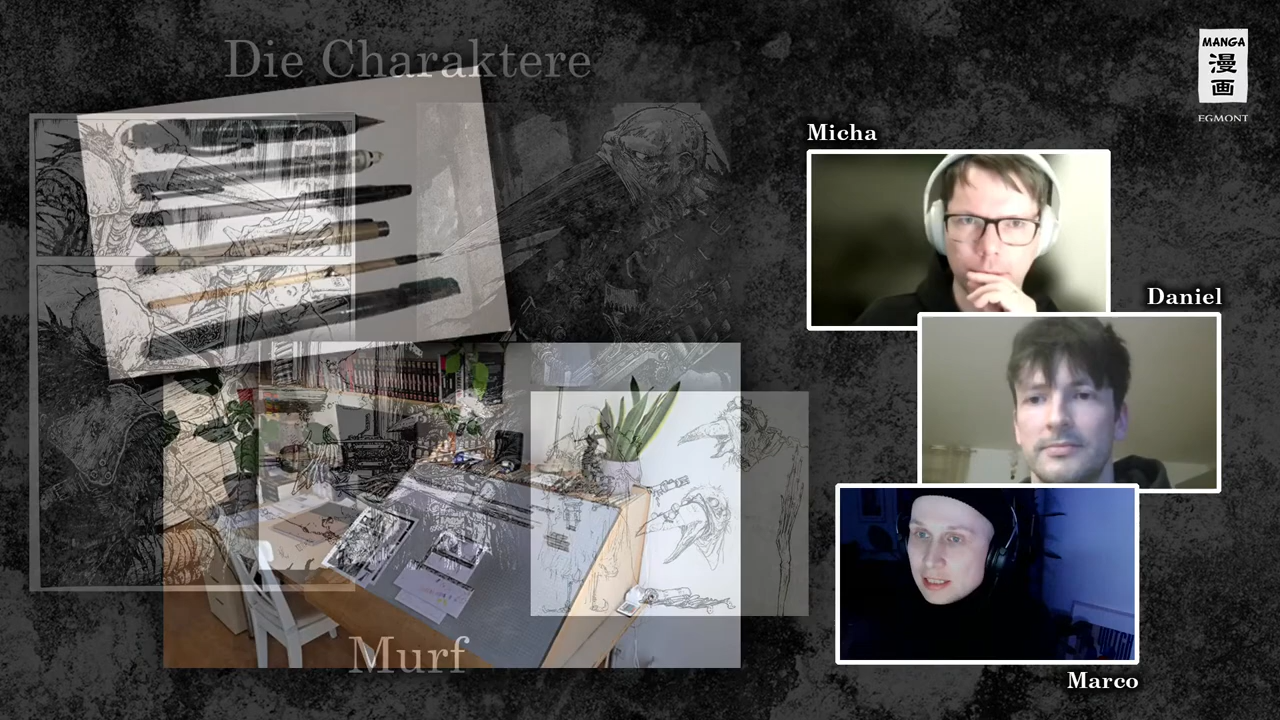 Die Charaktere
MANGA
漫
画
EGMONT
Micha
Daniel
Murf
Marco